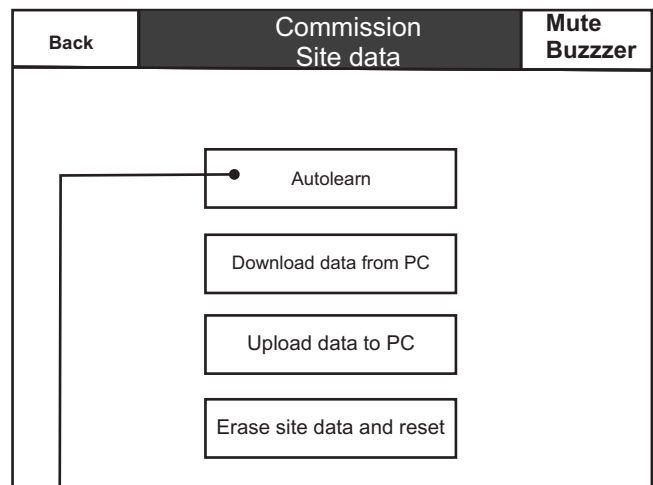 Back
Commission
Site data
Mute
Buzzzer
Autolearn
Download data from PC
Upload data to PC
Erase site data and reset